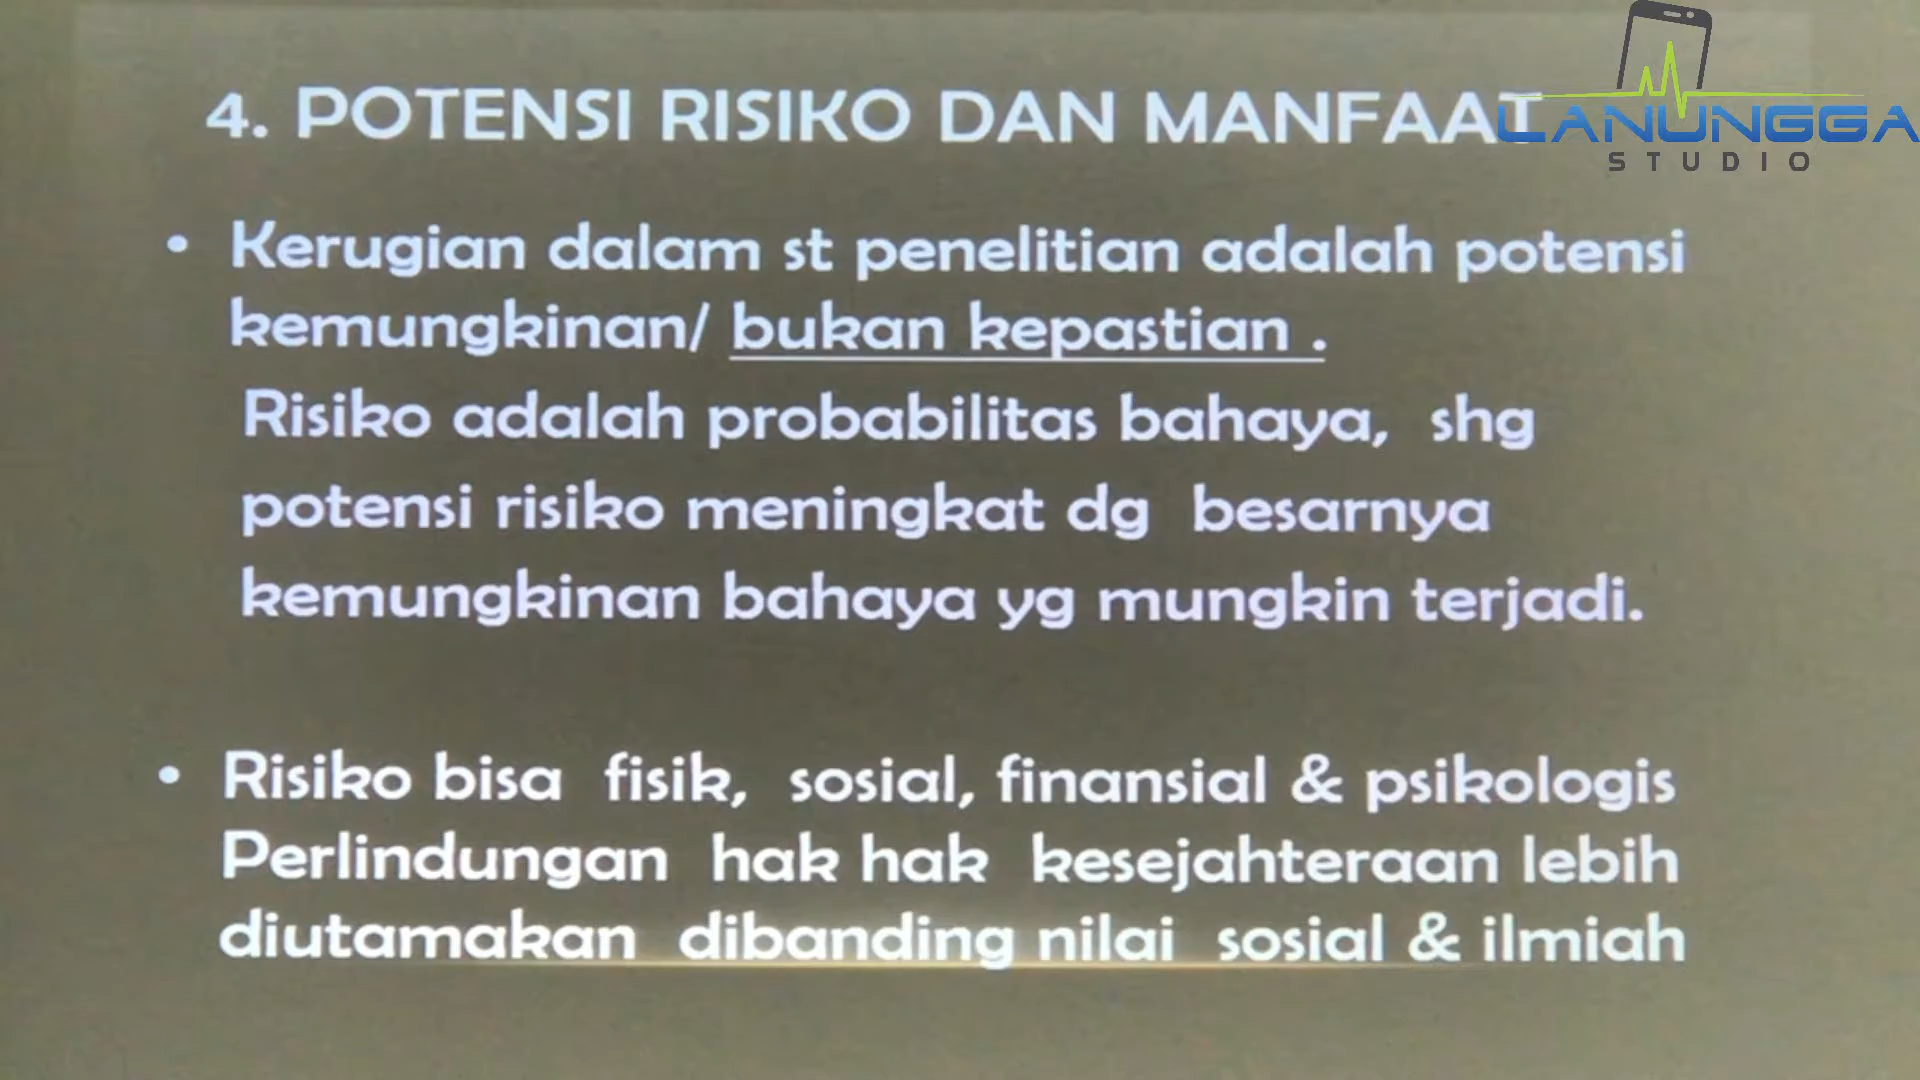 4. POTENSI RISIKO DAN MANFAAT
LANUNGGA
STUDIO
• Kerugian dalam st penelitian adalah potensi
kemungkinan/ bukan kepastian .
Risiko adalah probabilitas bahaya, shg
potensi risiko meningkat dg besarnya
kemungkinan bahaya yg mungkin terjadi.
• Risiko bisa fisik, sosial, finansial & psikologis
Perlindungan hak hak kesejahteraan lebih
diutamakan dibanding nilai sosial & ilmiah